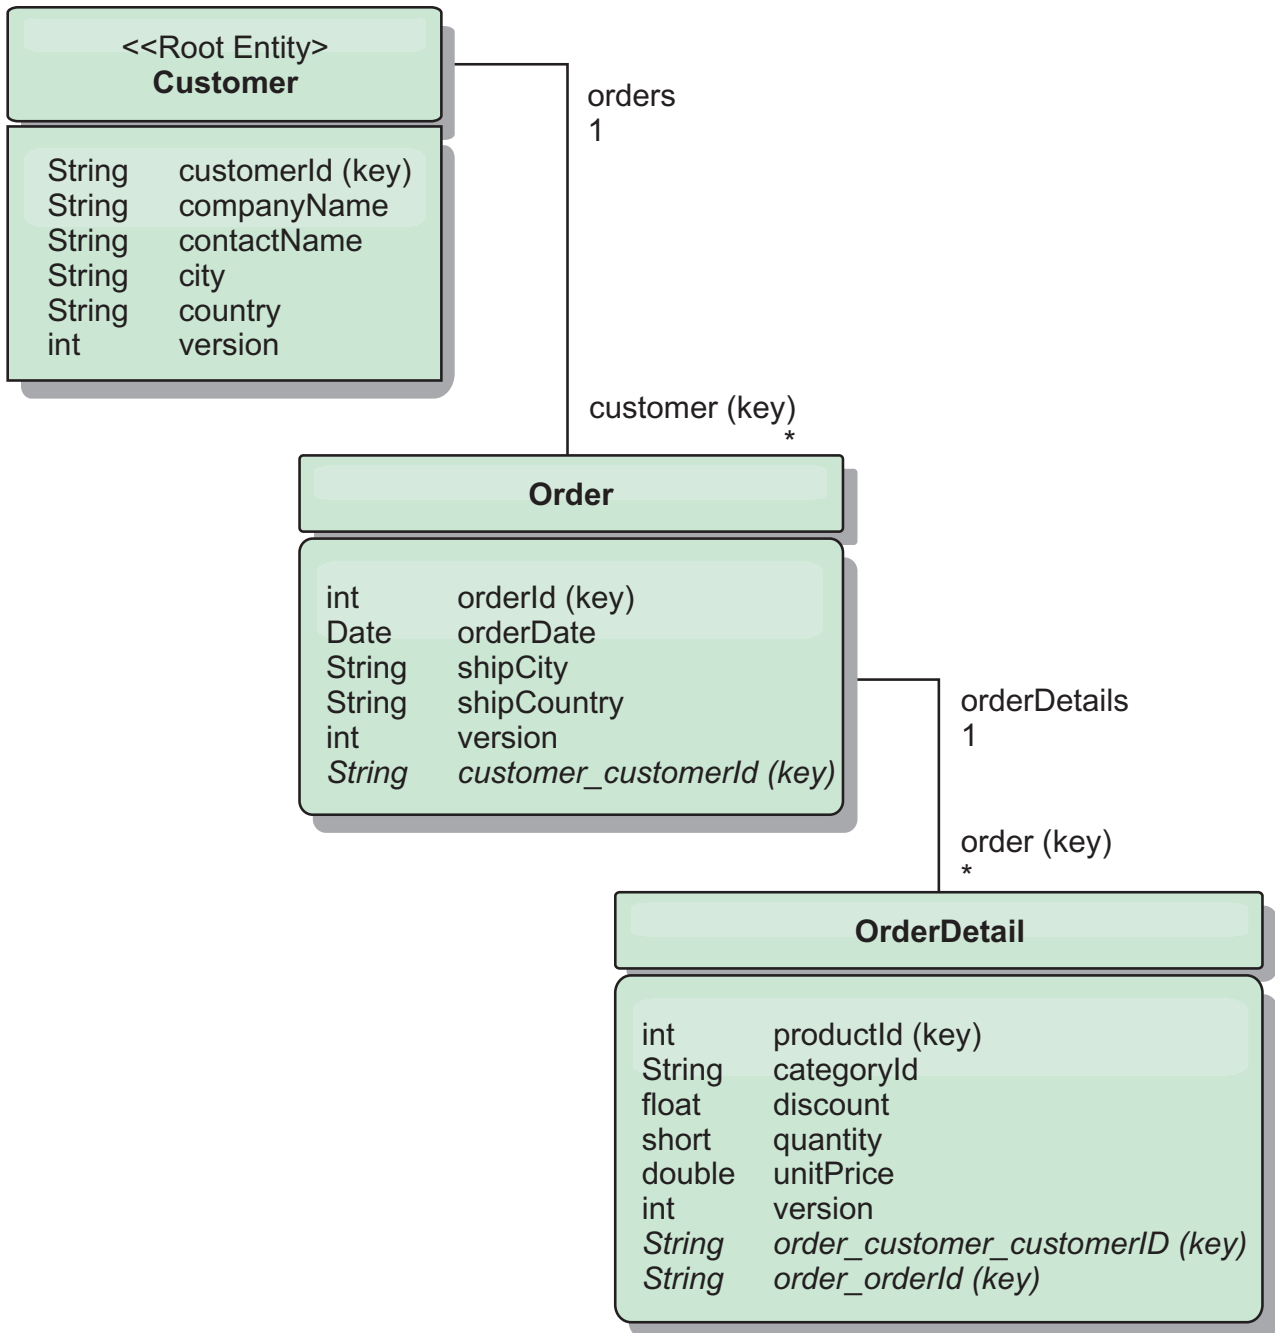 <<Root Entity>
Customer
String customerId (key)
String companyName
String contactName
String city
String country
int version
orders
1
customer (key)
*
Order
int orderId (key)
Date orderDate
String shipCity
String shipCountry
int version
String customer_customerId (key)
orderDetails
1
order (key)
*
OrderDetail
int productId (key)
String categoryId
float discount
short quantity
double unitPrice
int version
String order_customer_customerID (key)
String order_orderId (key)